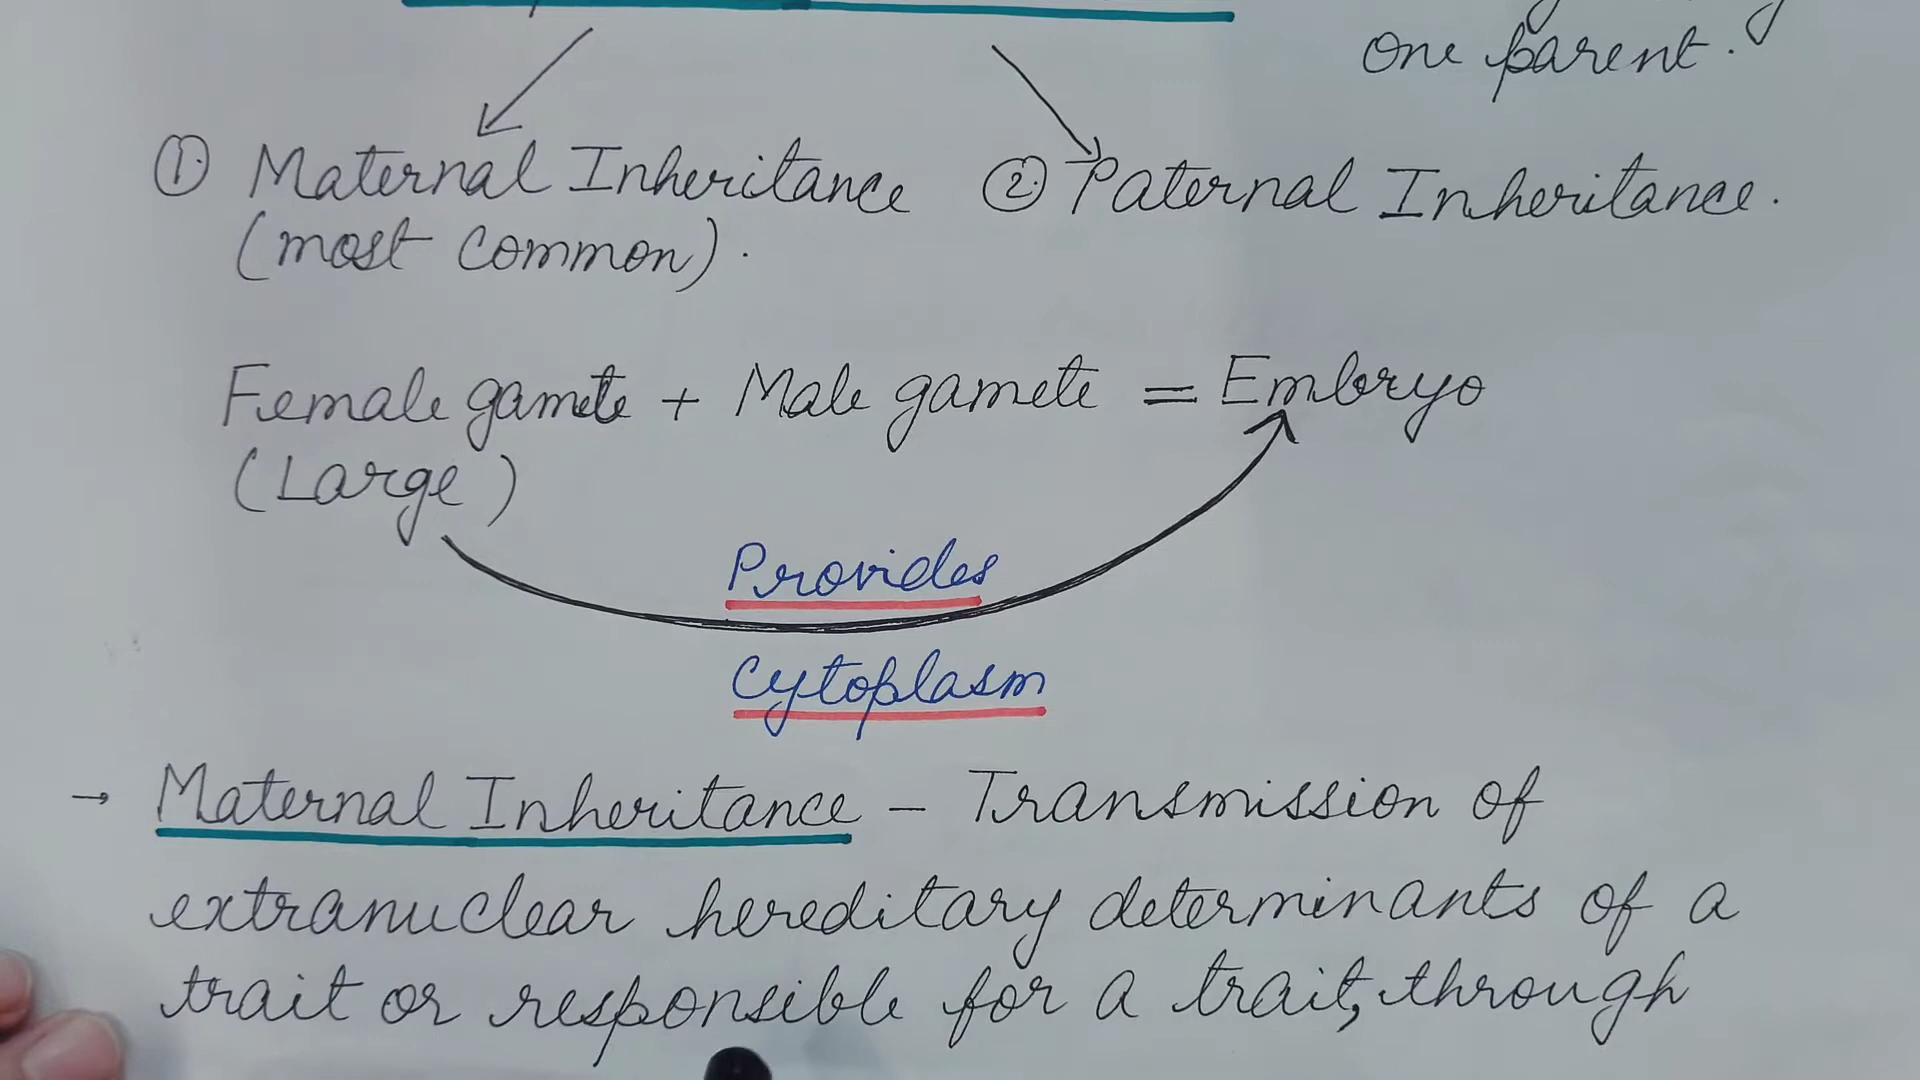 one parent.
① Maternal Inheritance ② Paternal Inheritance.
(most common).
Female gamete + Male gamete = Embryo
(Large)
Provides
Cytoplasm
→ Maternal Inheritance – Transmission of
extranuclear hereditary determinants of a
trait or responsible for a trait, through